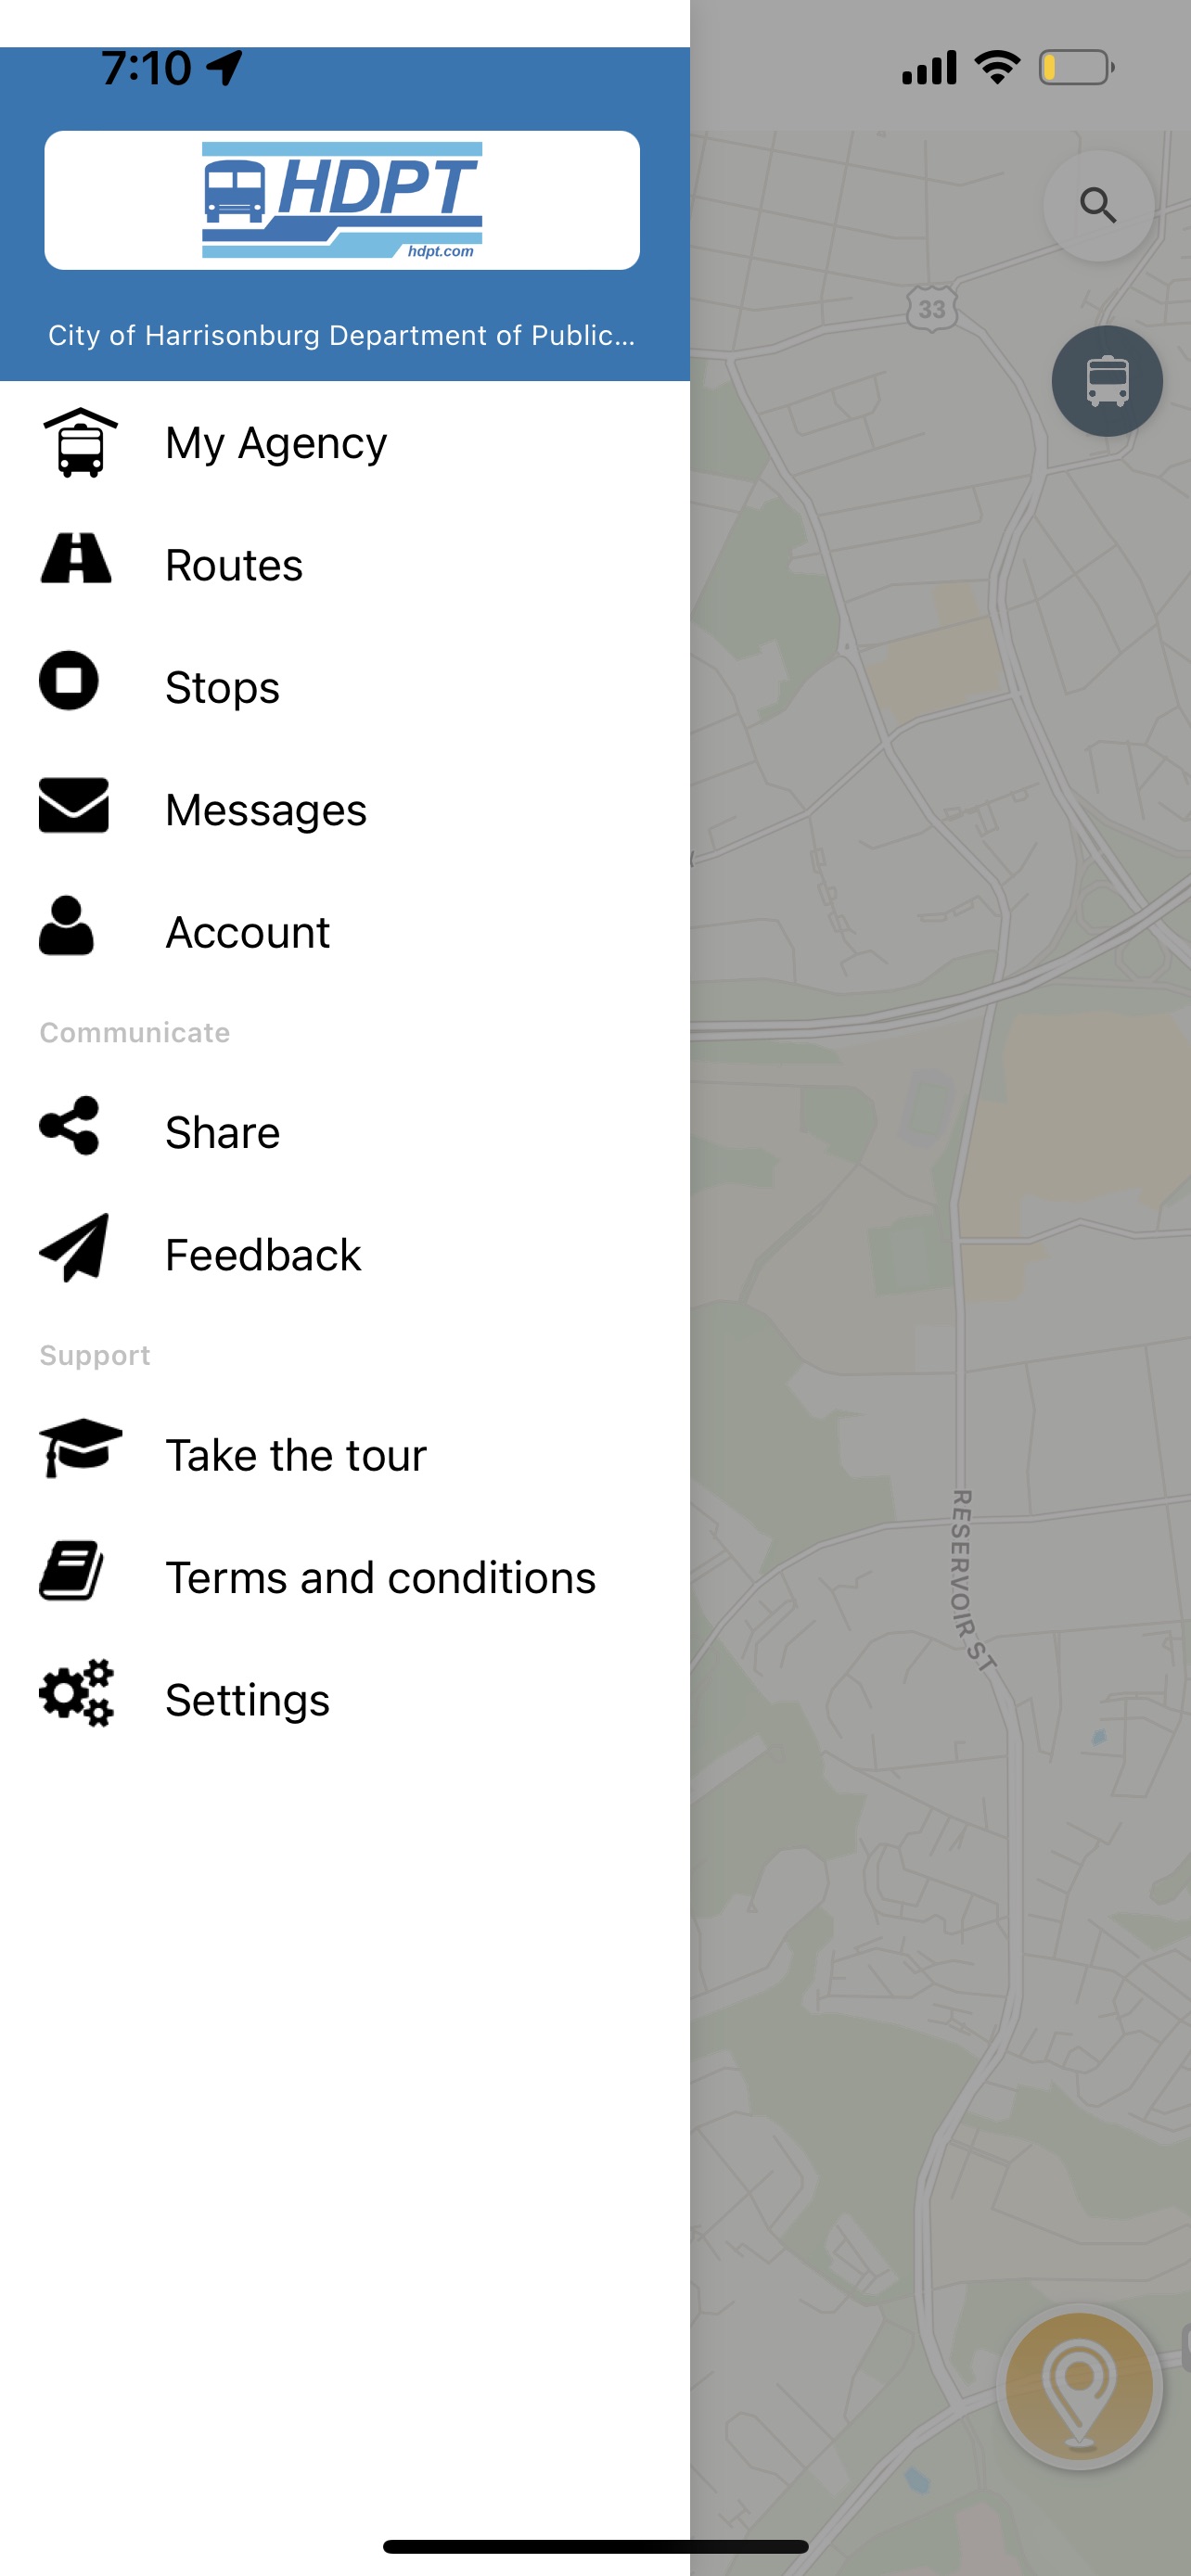 7:10
HDPT
hdpt.com
City of Harrisonburg Department of Public...
33
My Agency
Routes
Stops
Messages
Account
Communicate
Share
Feedback
Support
Take the tour
Terms and conditions
Settings
RESERVOIR ST